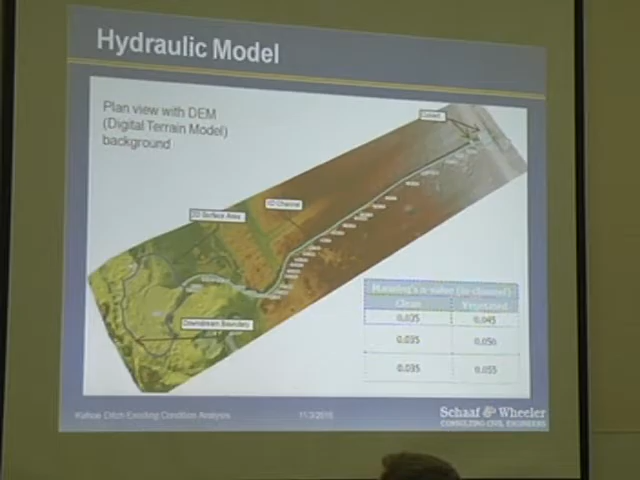 Hydraulic Model
Plan view with DEM
(Digital Terrain Model)
background
Culvert
1D Channel
2D Surface Area
Downstream Boundary
Manning's n value (in channel)
Clean Vegetated
0.035 0.045
0.035 0.050
0.035 0.055
Ditch Existing Condition Analysis
11/3/2016
Schaaf & Wheeler
CONSULTING CIVIL ENGINEERS